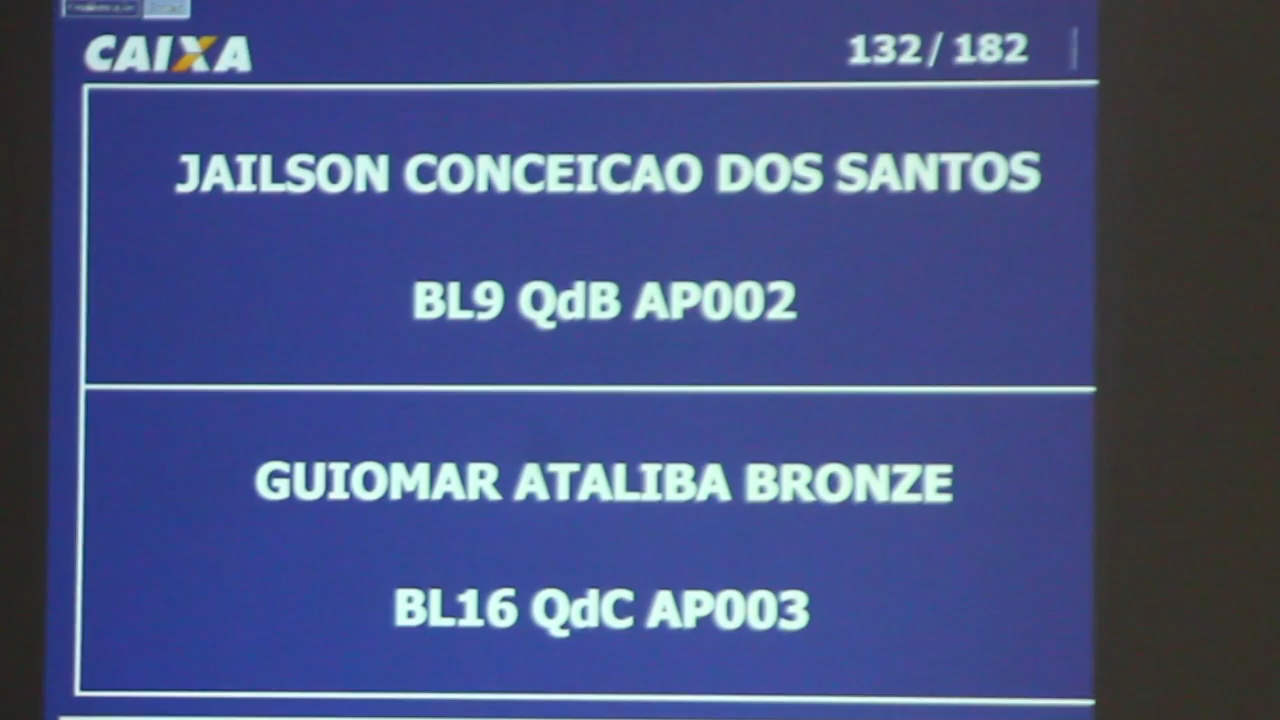 CAIXA
132/ 182
JAILSON CONCEICAO DOS SANTOS
BL9 QdB AP002
GUIOMAR ATALIBA BRONZE
BL16 QdC AP003